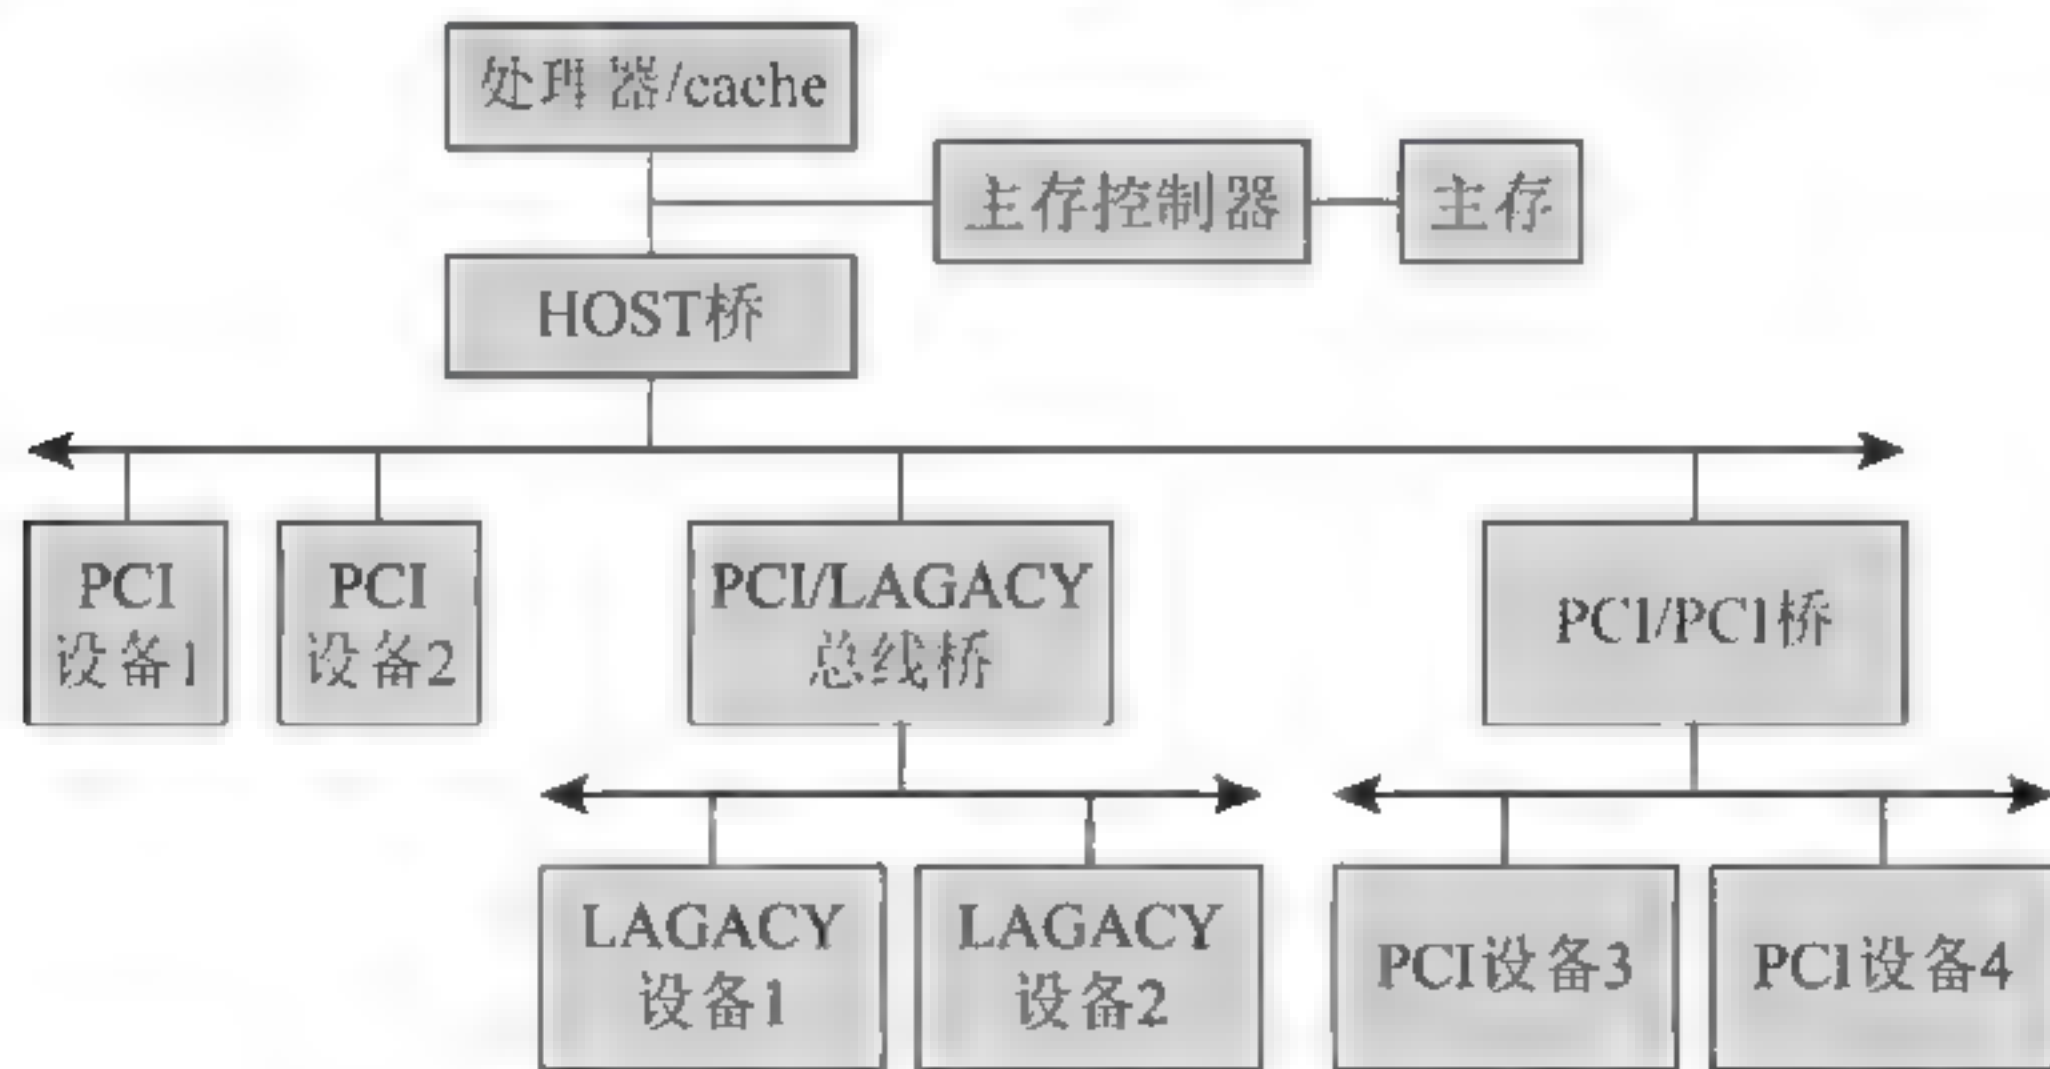 处理器/cache
主存控制器
主存
HOST桥
PCI
设备1
PCI
设备2
PCI/LAGACY
总线桥
PCI/PCI桥
LAGACY
设备1
LAGACY
设备2
PCI设备3
PCI设备4